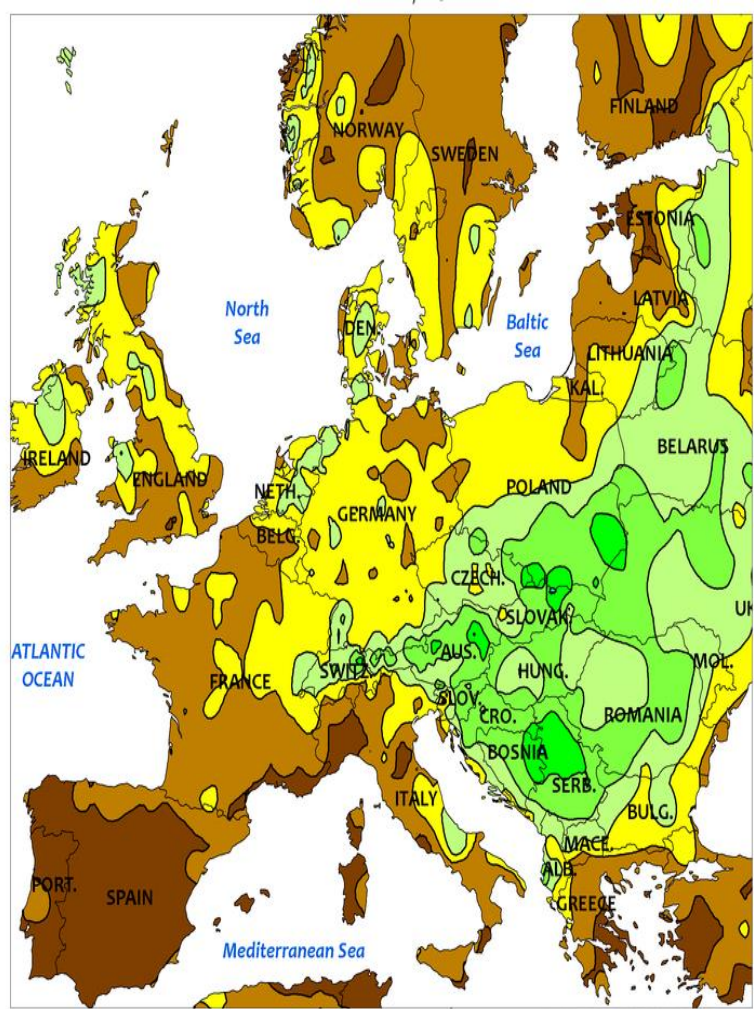 FINLAND
NORWAY
SWEDEN
ESTONIA
North
Sea
LATVIA
Baltic
Sea
DEN.
LITHUANIA
KAL.
BELARUS
IRELAND
ENGLAND
NETH.
POLAND
GERMANY
BELG.
CZECH.
SLOVAK.
UK
ATLANTIC
OCEAN
AUS.
MOL.
SWITZ.
HUNG.
FRANCE
SLOV.
CRO.
ROMANIA
BOSNIA
SERB.
ITALY
BULG.
MACE.
ALB.
PORT.
SPAIN
GREECE
Mediterranean Sea